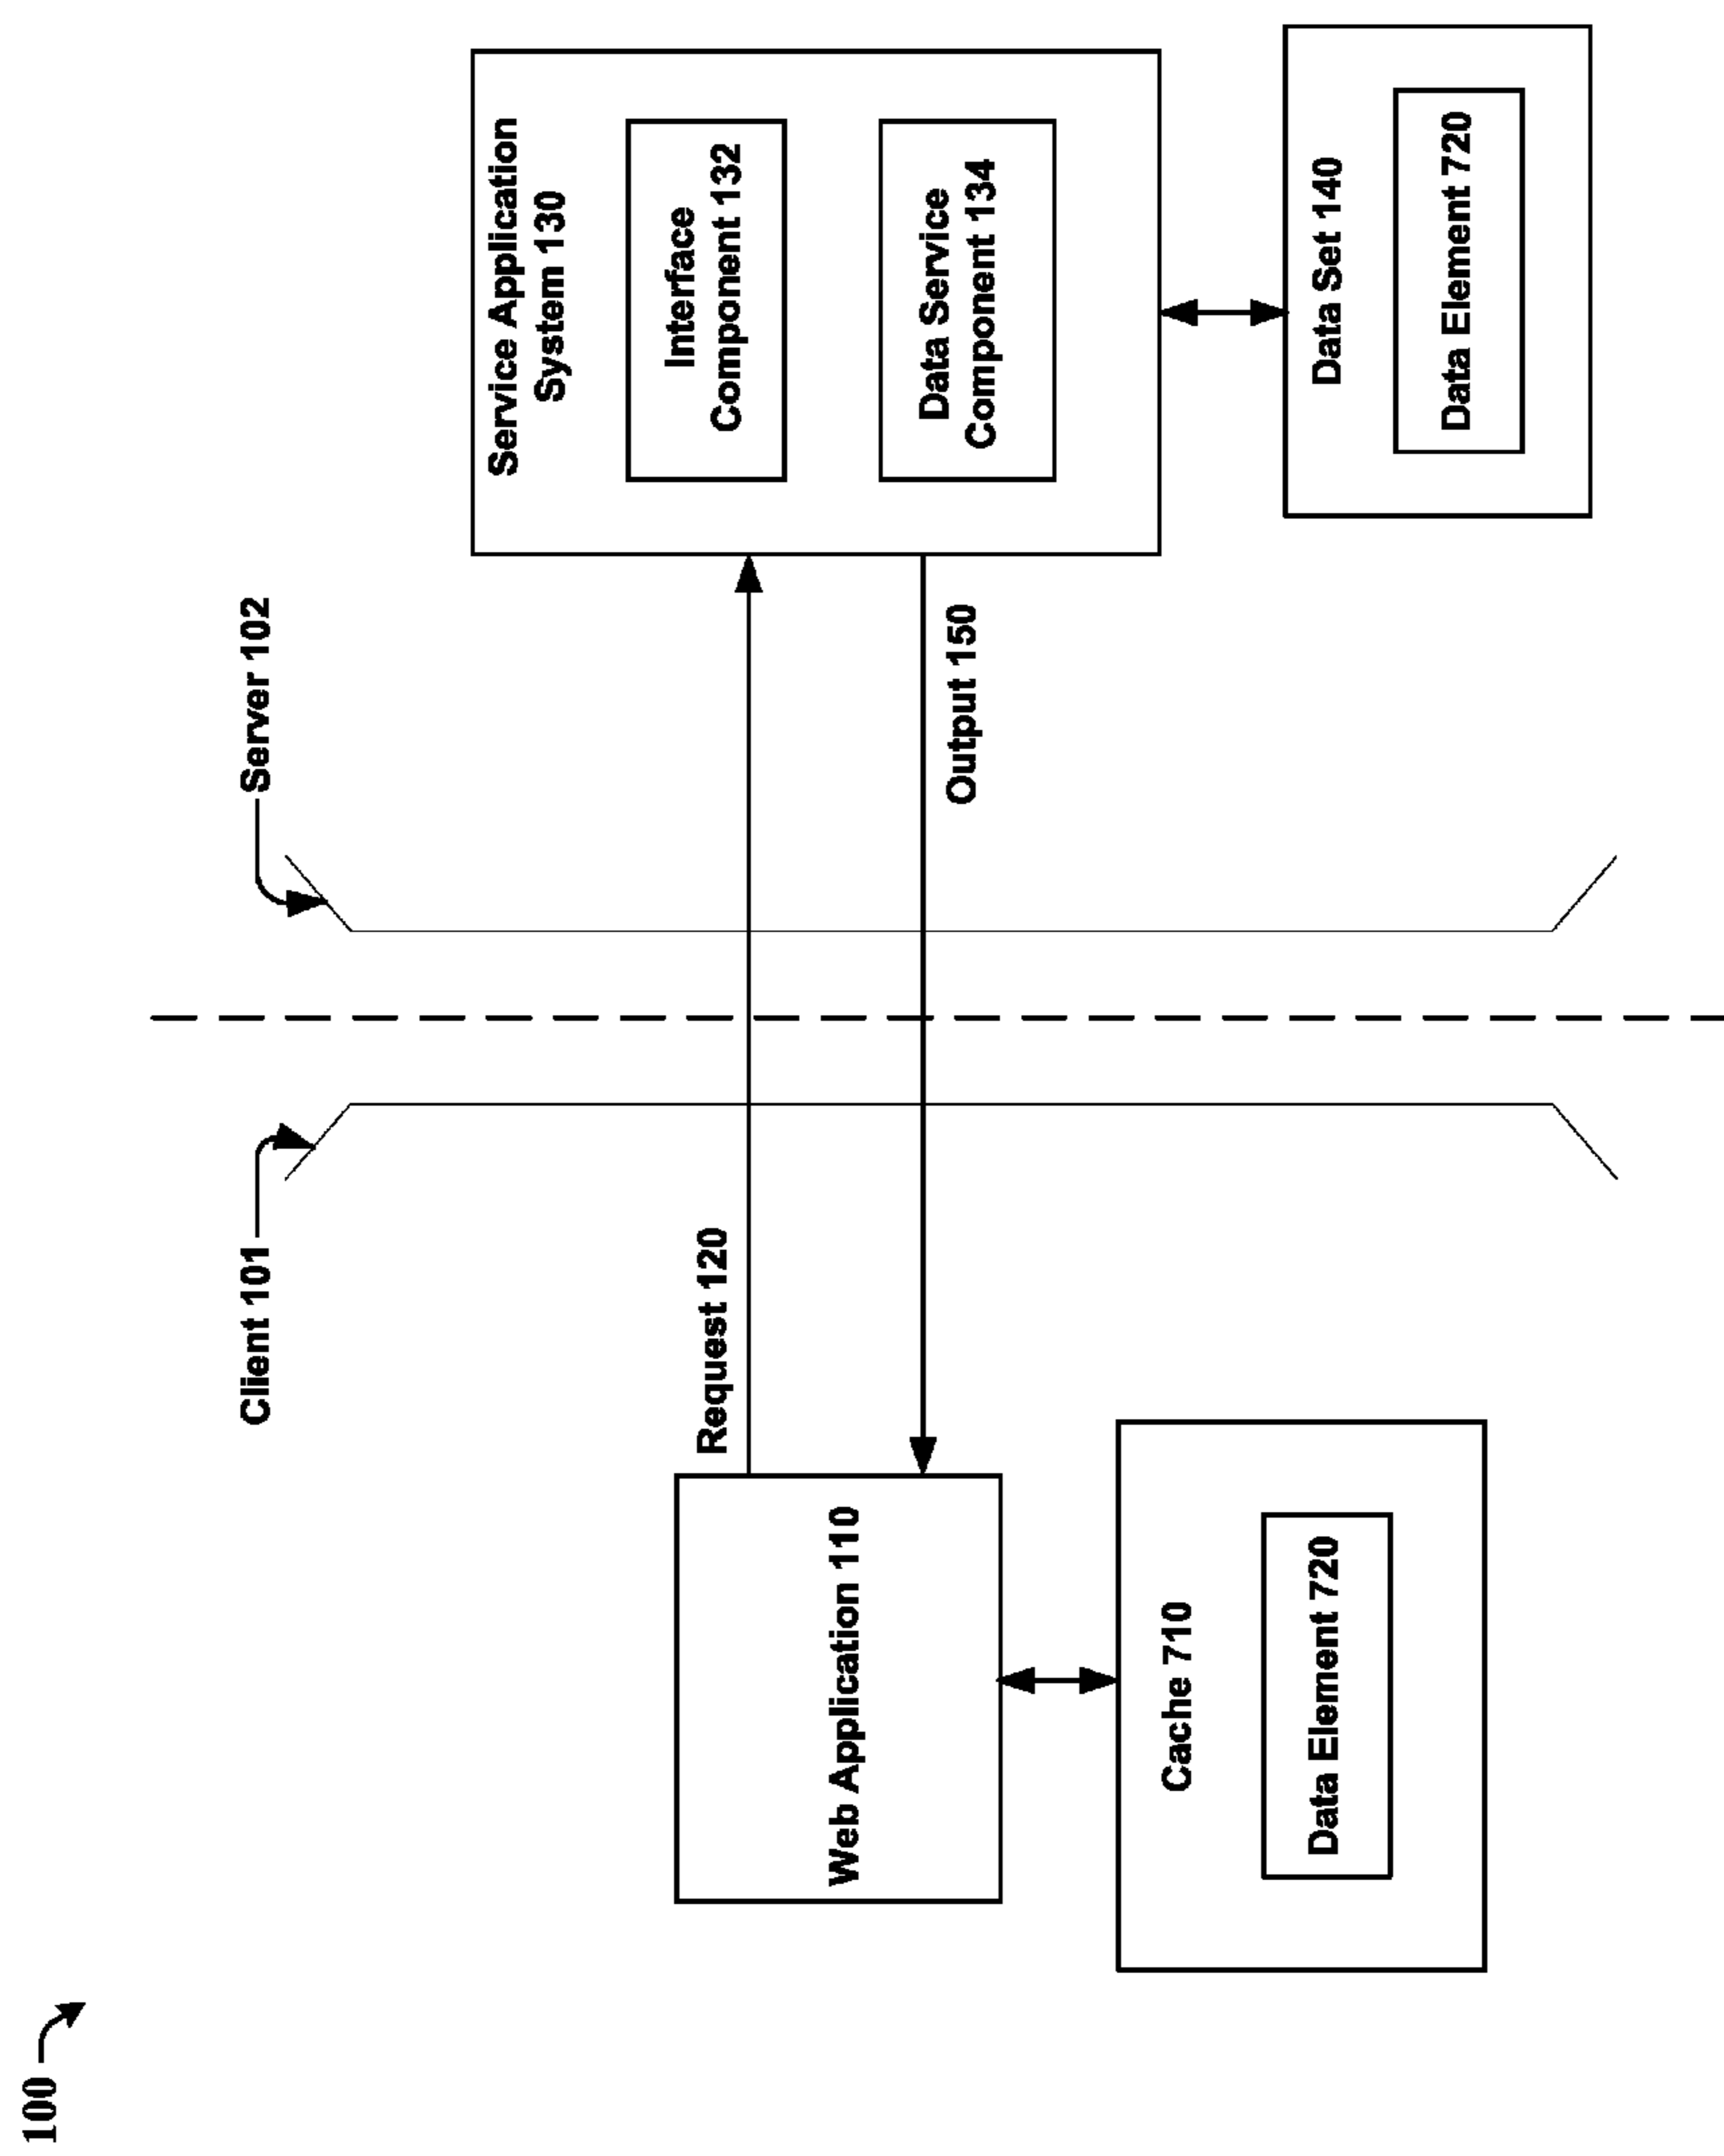 100
Client 101
Server 102
Request 120
Output 150
Web Application 110
Cache 710
Data Element 720
Service Application
System 130
Interface
Component 132
Data Service
Component 134
Data Set 140
Data Element 720